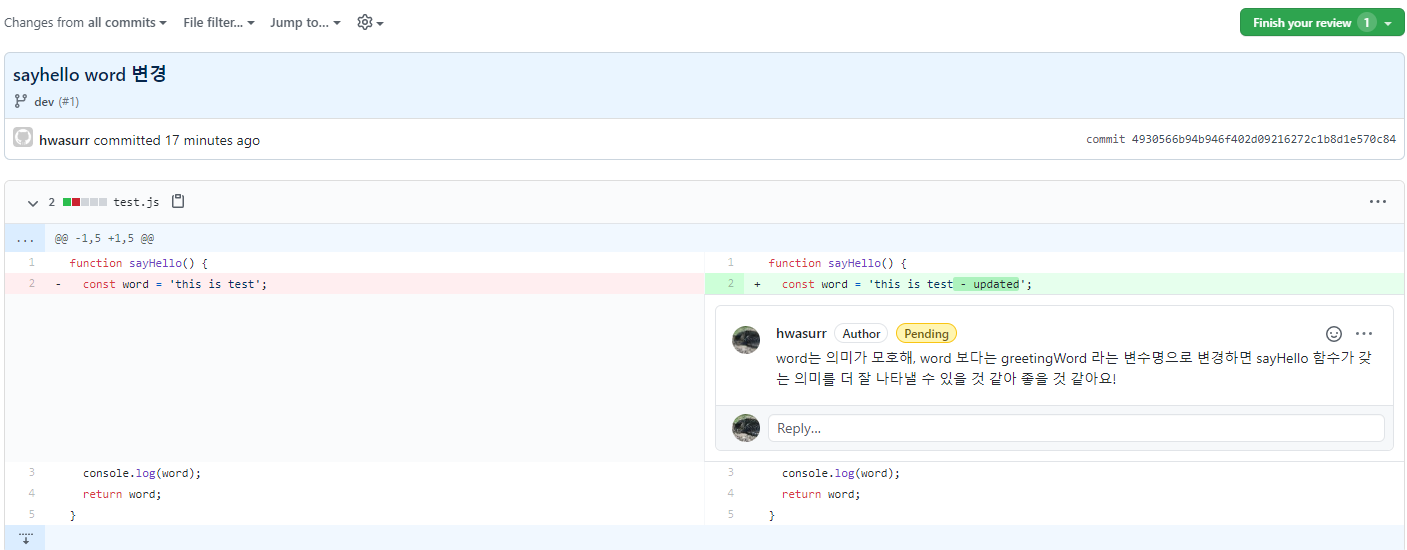 Changes from all commits File filter... Jump to...
Finish your review 1
sayhello word 변경
dev (#1)
hwasurr committed 17 minutes ago
commit 4930566b94b946f402d09216272c1b8d1e570c84
2 test.js
...
@@ -1,5 +1,5 @@
1 function sayHello() {
2 - const word = 'this is test';
1 function sayHello() {
2 + const word = 'this is test - updated';
hwasurr Author Pending
word는 의미가 모호해, word 보다는 greetingWord 라는 변수명으로 변경하면 sayHello 함수가 갖
는 의미를 더 잘 나타낼 수 있을 것 같아 좋을 것 같아요!
Reply...
3 console.log(word);
4 return word;
5 }
3 console.log(word);
4 return word;
5 }